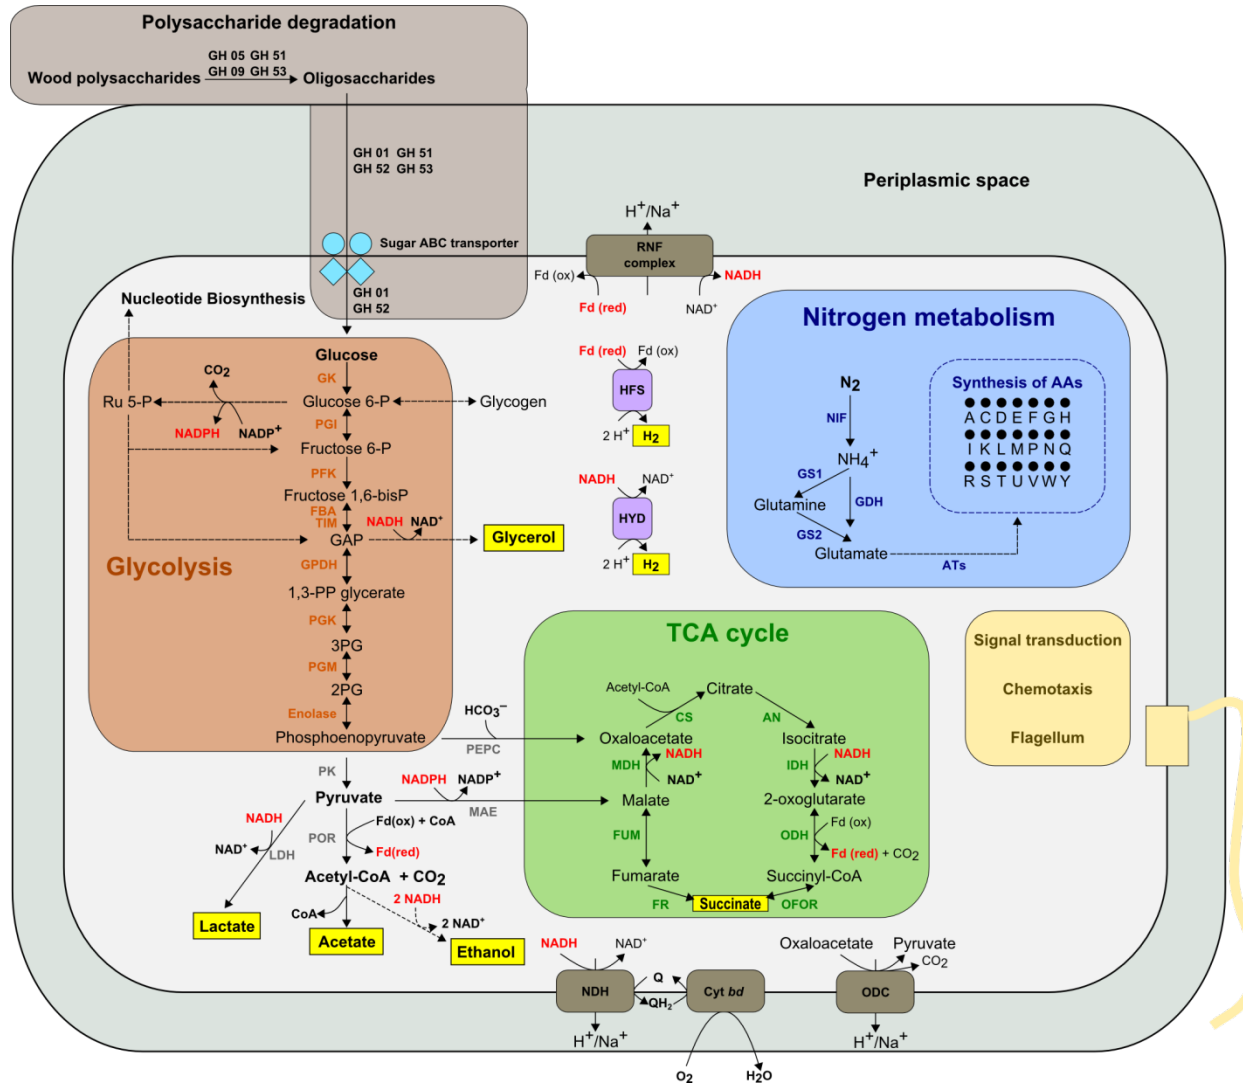 Polysaccharide degradation
GH 05 GH 51
Wood polysaccharides
GH 09 GH 53
Oligosaccharides
GH 01 GH 51
GH 52 GH 53
Periplasmic space
H⁺/Na⁺
Sugar ABC transporter
RNF
complex
Fd (ox)
NADH
Fd (red)
NAD⁺
GH 01
GH 52
Nucleotide Biosynthesis
Glucose
GK
CO₂
Ru 5-P
Glucose 6-P
Glycogen
NADPH
NADP⁺
PGI
Fructose 6-P
PFK
Fructose 1,6-bisP
FBA
TIM
NADH
NAD⁺
GAP
Glycerol
Glycolysis
GPDH
1,3-PP glycerate
PGK
3PG
PGM
2PG
Enolase
Phosphoenopyruvate
Fd (red)
Fd (ox)
HFS
2 H⁺
H₂
NADH
NAD⁺
HYD
2 H⁺
H₂
Nitrogen metabolism
N₂
NIF
NH₄⁺
GS1
Glutamine
GDH
GS2
Glutamate
ATs
Synthesis of AAs
A C D E F G H
I K L M P N Q
R S T U V W Y
HCO₃⁻
PEPC
PK
Pyruvate
NADPH
NADP⁺
MAE
NADH
NAD⁺
LDH
POR
Fd(ox) + CoA
Fd(red)
Acetyl-CoA + CO₂
CoA
2 NADH
2 NAD⁺
Lactate
Acetate
Ethanol
TCA cycle
Acetyl-CoA
Citrate
CS
AN
Oxaloacetate
Isocitrate
MDH
NADH
NAD⁺
IDH
NADH
NAD⁺
Malate
2-oxoglutarate
FUM
ODH
Fd (ox)
Fd (red) + CO₂
Fumarate
Succinyl-CoA
FR
Succinate
OFOR
Signal transduction
Chemotaxis
Flagellum
NADH
NAD⁺
NDH
Q
QH₂
Cyt bd
H⁺/Na⁺
O₂
H₂O
Oxaloacetate
Pyruvate
CO₂
ODC
H⁺/Na⁺